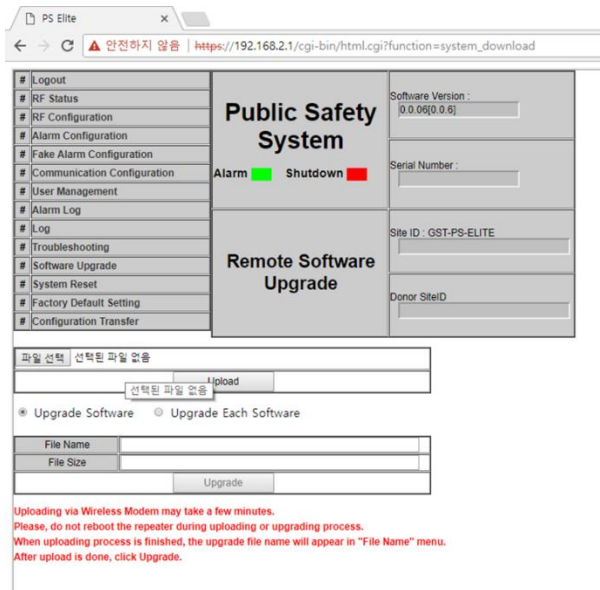 PS Elite
안전하지 않음 | https://192.168.2.1/cgi-bin/html.cgi?function=system_download
# Logout
# RF Status
# RF Configuration
# Alarm Configuration
# Fake Alarm Configuration
# Communication Configuration
# User Management
# Alarm Log
# Log
# Troubleshooting
# Software Upgrade
# System Reset
# Factory Default Setting
# Configuration Transfer
Public Safety
System
Alarm Shutdown
Remote Software
Upgrade
Software Version :
0.0.06[0.0.6]
Serial Number :
Site ID : GST-PS-ELITE
Donor SiteID
파일 선택 선택된 파일 없음
Upload
선택된 파일 없음
Upgrade Software Upgrade Each Software
File Name
File Size
Upgrade
Uploading via Wireless Modem may take a few minutes.
Please, do not reboot the repeater during uploading or upgrading process.
When uploading process is finished, the upgrade file name will appear in "File Name" menu.
After upload is done, click Upgrade.